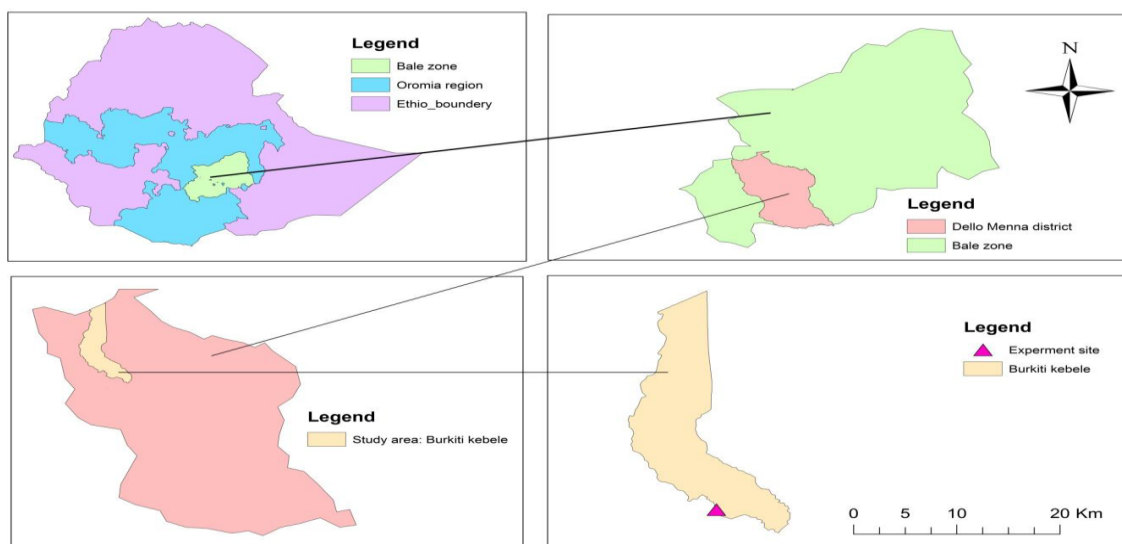 Legend
Bale zone
Oromia region
Ethio_boundary
N
Legend
Dello Menna district
Bale zone
Legend
Study area: Burkiti kebele
Legend
Experment site
Burkiti kebele
0 5 10 20 Km